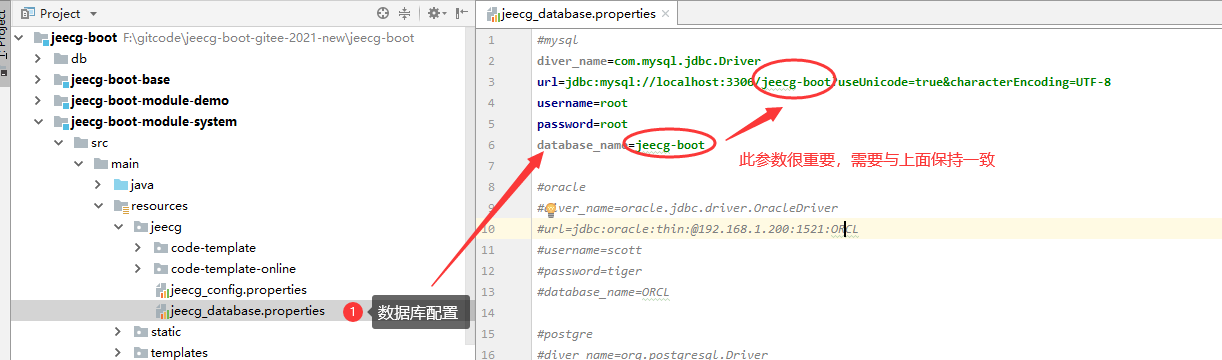 Project
1: Project
jeecg-boot F:\gitcode\jeecg-boot-gitee-2021-new\jeecg-boot
db
jeecg-boot-base
jeecg-boot-module-demo
jeecg-boot-module-system
src
main
java
resources
jeecg
code-template
code-template-online
jeecg_config.properties
jeecg_database.properties
1 数据库配置
static
templates
jeecg_database.properties
1 #mysql
2 diver_name=com.mysql.jdbc.Driver
3 url=jdbc:mysql://localhost:3306/jeecg-boot?useUnicode=true&characterEncoding=UTF-8
4 username=root
5 password=root
6 database_name=jeecg-boot
此参数很重要，需要与上面保持一致
7
8 #oracle
9 #diver_name=oracle.jdbc.driver.OracleDriver
10 #url=jdbc:oracle:thin:@192.168.1.200:1521:ORCL
11 #username=scott
12 #password=tiger
13 #database_name=ORCL
14
15 #postgre
16 #diver_name=org.postgresql.Driver